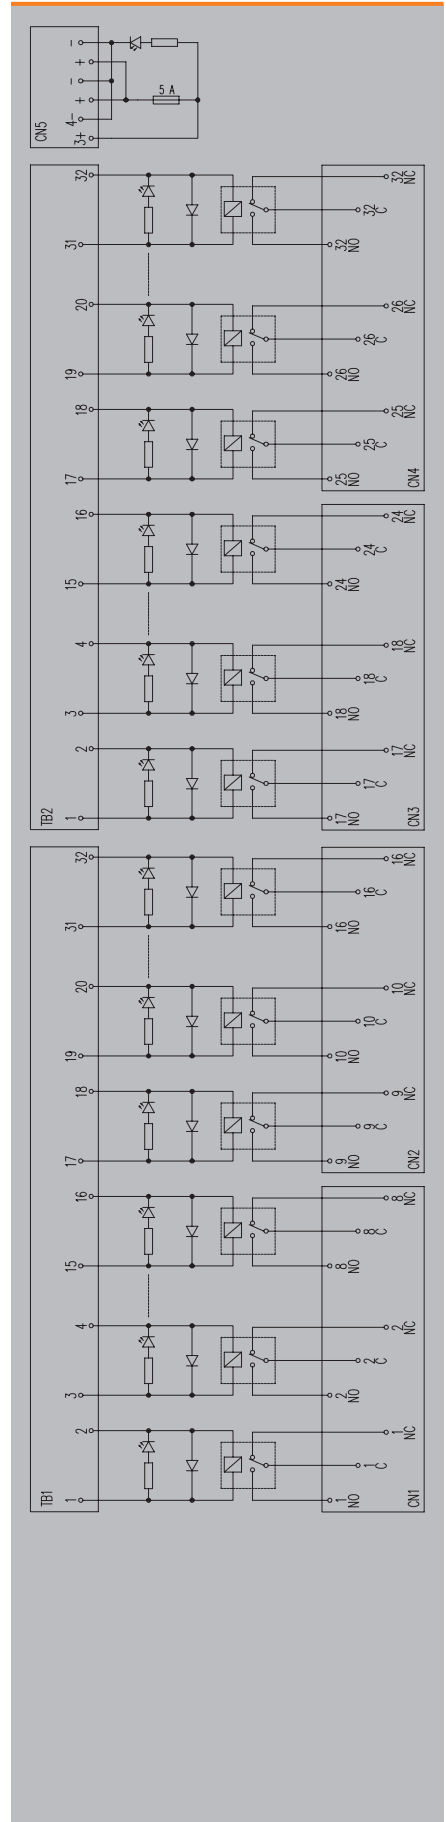 CN5
-
+
-
+
4-
3+
5 A
TB2
32
31
20
19
18
17
16
15
4
3
2
1
32 NC
32 C
32 NO
26 NC
26 C
26 NO
25 NC
25 C
25 NO
CN4
24 NC
24 C
24 NO
18 NC
18 C
18 NO
17 NC
17 C
17 NO
CN3
TB1
32
31
20
19
18
17
16
15
4
3
2
1
16 NC
16 C
16 NO
10 NC
10 C
10 NO
9 NC
9 C
9 NO
CN2
8 NC
8 C
8 NO
2 NC
2 C
2 NO
1 NC
1 C
1 NO
CN1